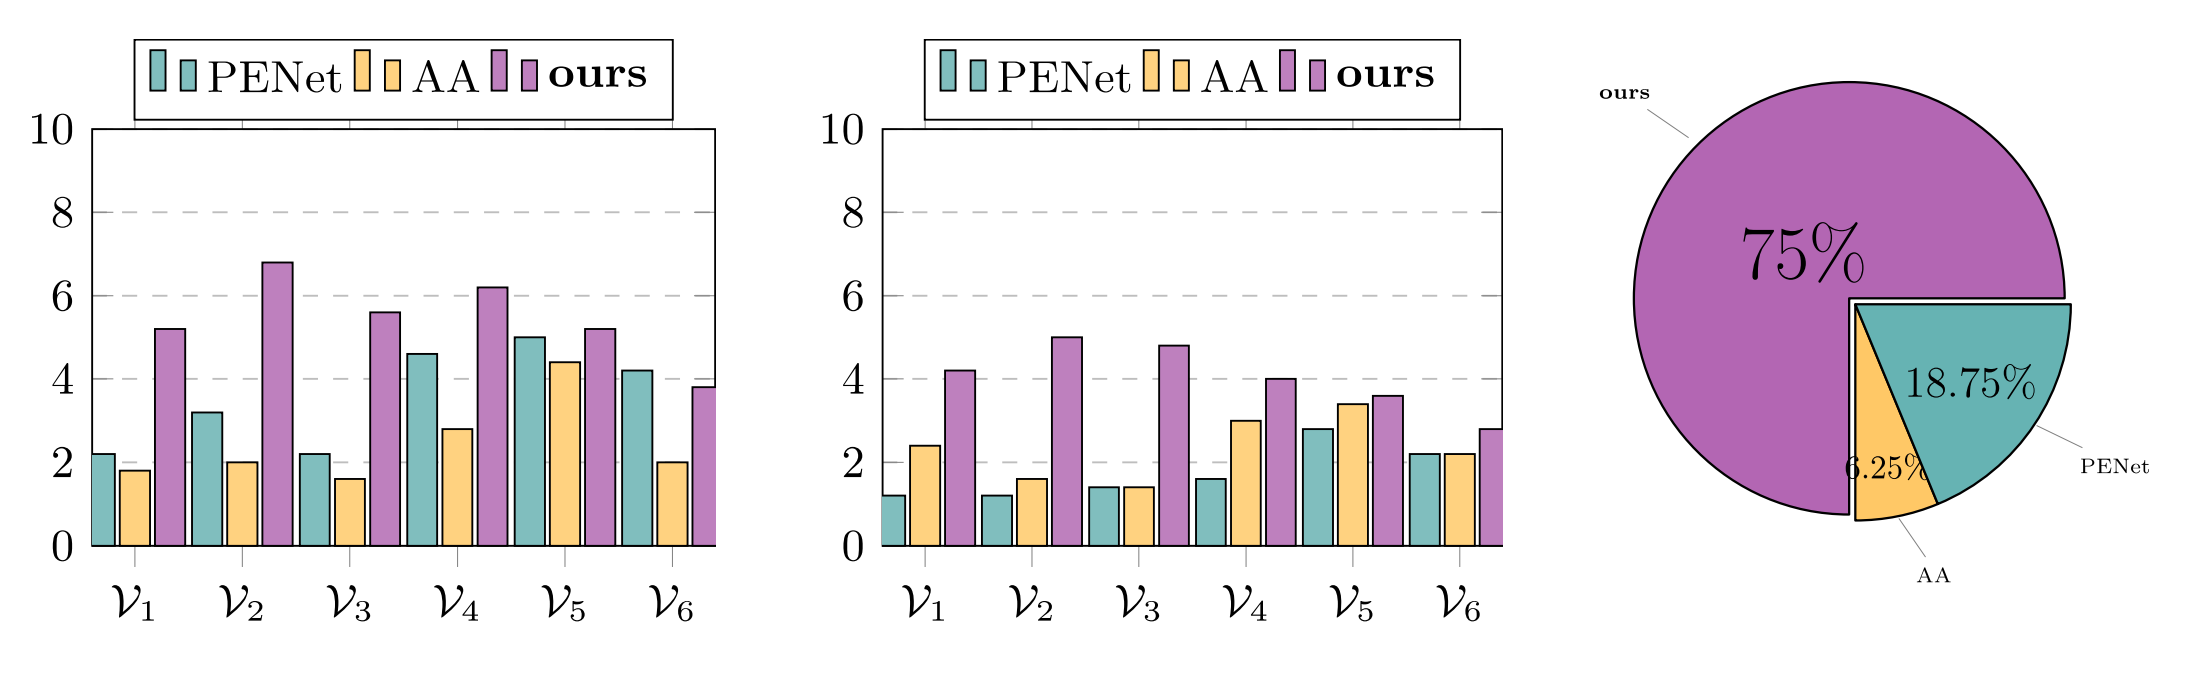 PENet AA ours
10
8
6
4
2
0
𝒱₁ 𝒱₂ 𝒱₃ 𝒱₄ 𝒱₅ 𝒱₆
PENet AA ours
10
8
6
4
2
0
𝒱₁ 𝒱₂ 𝒱₃ 𝒱₄ 𝒱₅ 𝒱₆
ours
75%
18.75%
6.25%
PENet
AA